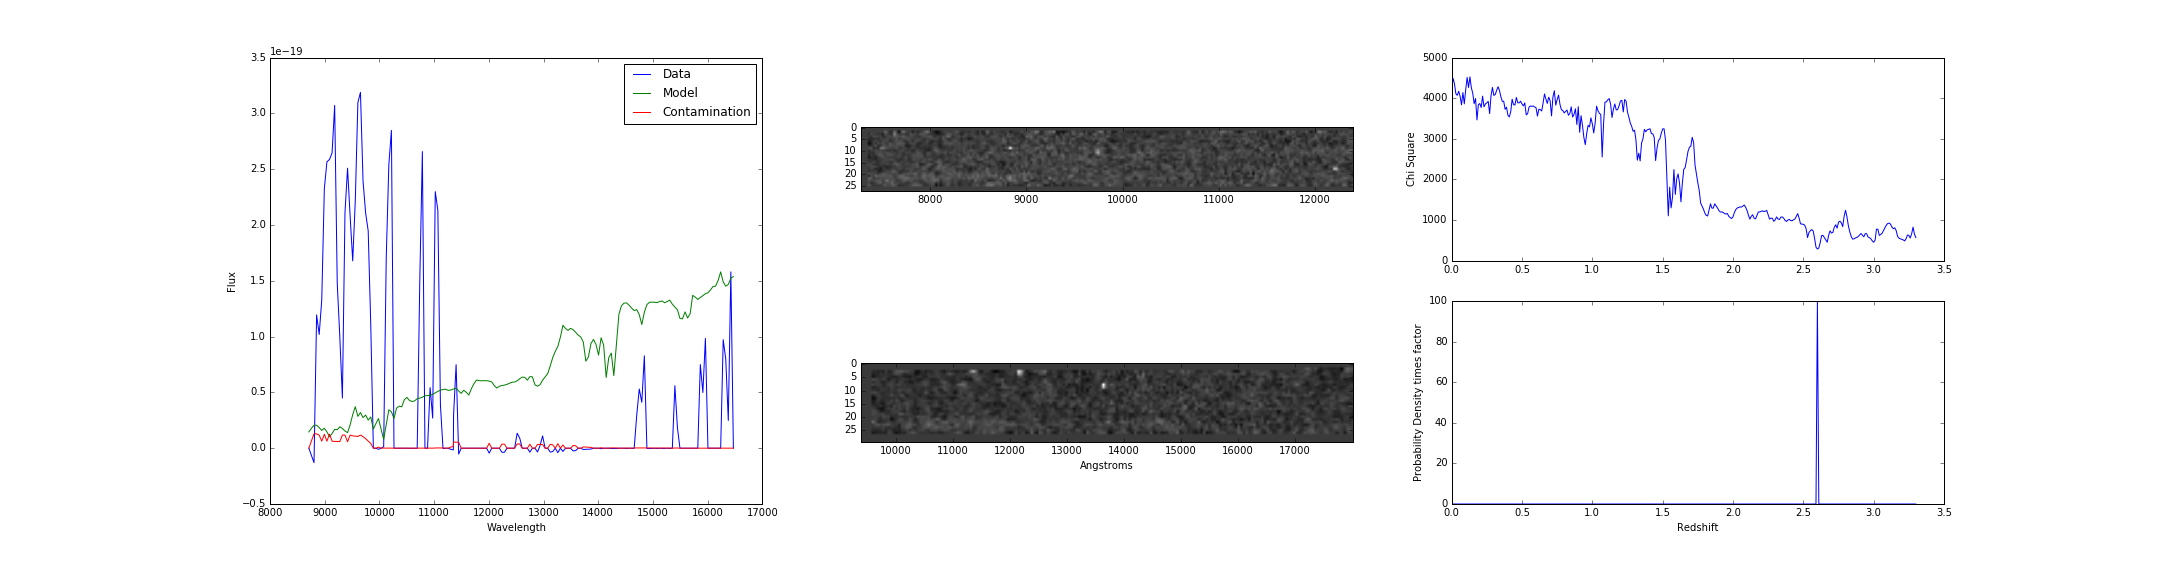 1e−19
3.5
3.0
2.5
2.0
1.5
1.0
0.5
0.0
−0.5
Flux
8000 9000 10000 11000 12000 13000 14000 15000 16000 17000
Wavelength
Data
Model
Contamination
0
5
10
15
20
25
8000 9000 10000 11000 12000
0
5
10
15
20
25
10000 11000 12000 13000 14000 15000 16000 17000
Angstroms
5000
4000
3000
2000
1000
0
Chi Square
0.0 0.5 1.0 1.5 2.0 2.5 3.0 3.5
100
80
60
40
20
0
Probability Density times factor
0.0 0.5 1.0 1.5 2.0 2.5 3.0 3.5
Redshift